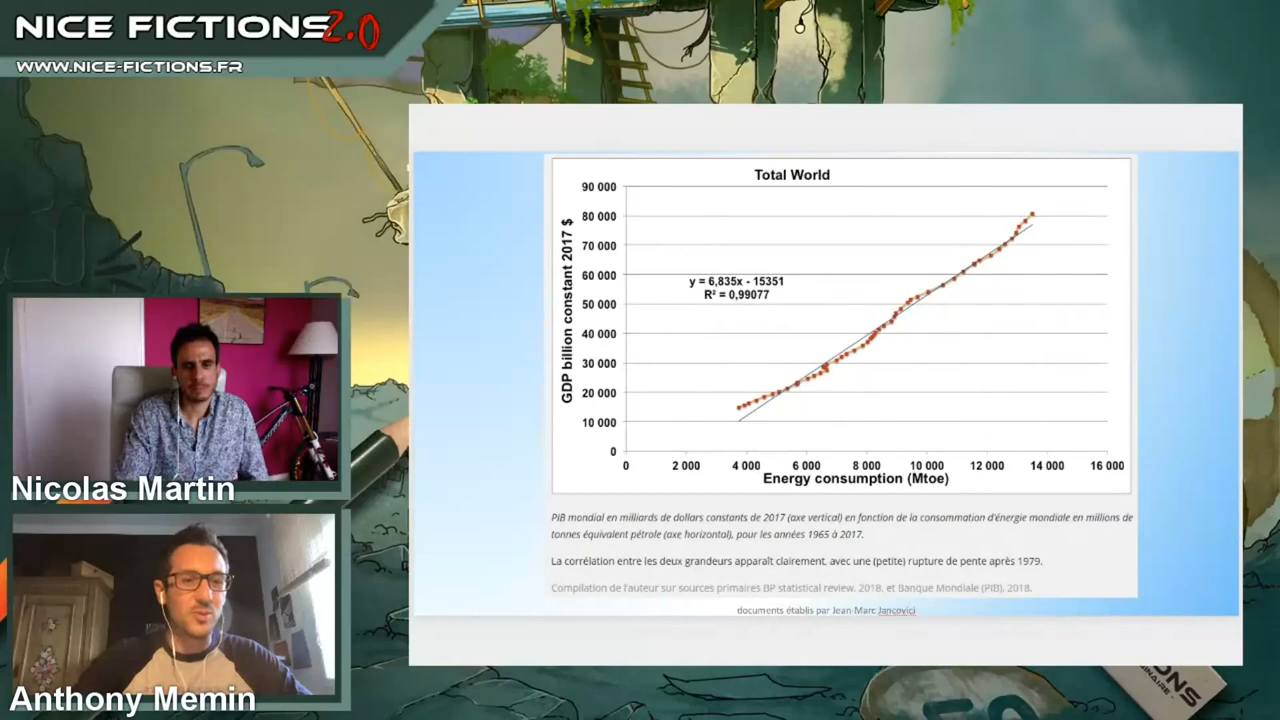 NICE FICTIONS 2.0
WWW.NICE-FICTIONS.FR
Total World
GDP billion constant 2017 $
90 000
80 000
70 000
60 000
50 000
40 000
30 000
20 000
10 000
0
y = 6,835x - 15351
R² = 0,99077
0 2 000 4 000 6 000 8 000 10 000 12 000 14 000 16 000
Energy consumption (Mtoe)
PIB mondial en milliards de dollars constants de 2017 (axe vertical) en fonction de la consommation d'énergie mondiale en millions de
tonnes équivalent pétrole (axe horizontal), pour les années 1965 à 2017.
La corrélation entre les deux grandeurs apparaît clairement, avec une (petite) rupture de pente après 1979.
Compilation de l'auteur sur sources primaires BP statistical review, 2018, et Banque Mondiale (PIB), 2018.
documents établis par Jean-Marc Jancovici
Nicolas Martin
Anthony Memin